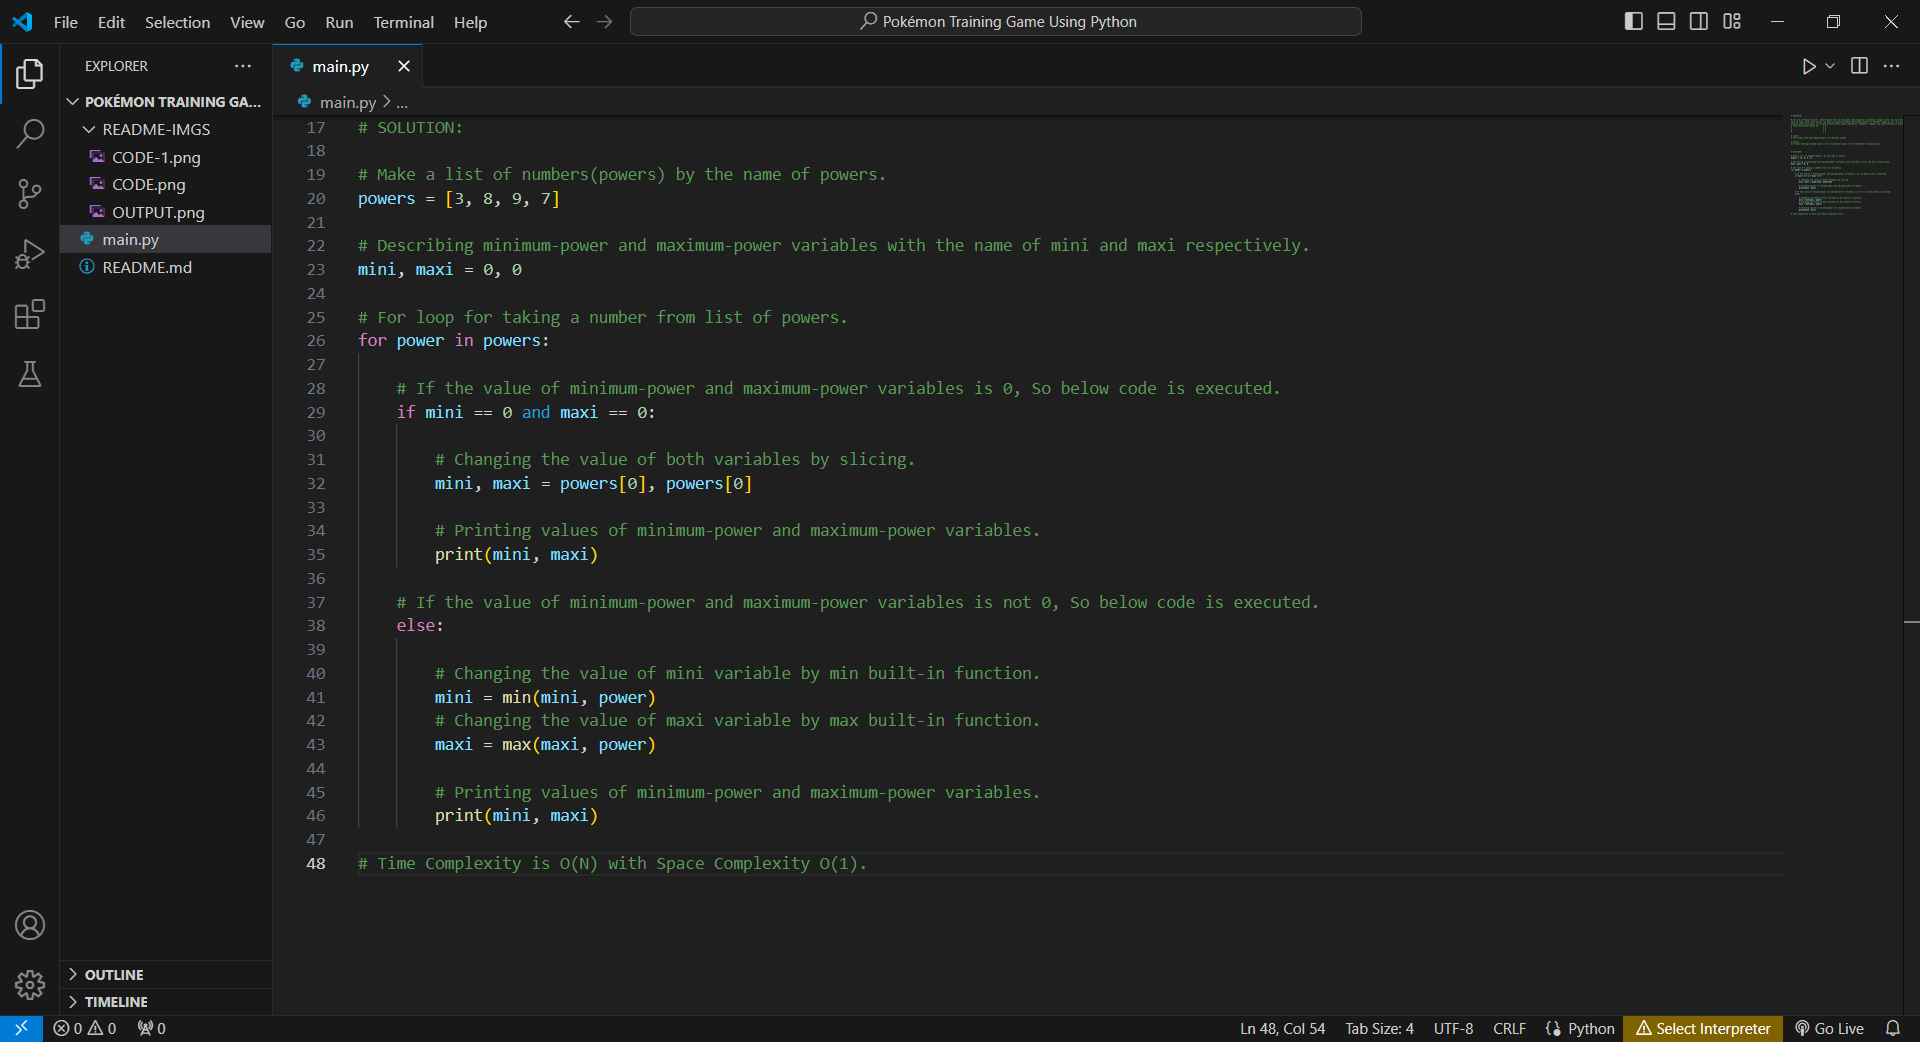 File Edit Selection View Go Run Terminal Help
Pokémon Training Game Using Python
EXPLORER
POKÉMON TRAINING GA...
README-IMGS
CODE-1.png
CODE.png
OUTPUT.png
main.py
README.md
OUTLINE
TIMELINE
main.py
main.py > ...
17 # SOLUTION:
18
19 # Make a list of numbers(powers) by the name of powers.
20 powers = [3, 8, 9, 7]
21
22 # Describing minimum-power and maximum-power variables with the name of mini and maxi respectively.
23 mini, maxi = 0, 0
24
25 # For loop for taking a number from list of powers.
26 for power in powers:
27
28 # If the value of minimum-power and maximum-power variables is 0, So below code is executed.
29 if mini == 0 and maxi == 0:
30
31 # Changing the value of both variables by slicing.
32 mini, maxi = powers[0], powers[0]
33
34 # Printing values of minimum-power and maximum-power variables.
35 print(mini, maxi)
36
37 # If the value of minimum-power and maximum-power variables is not 0, So below code is executed.
38 else:
39
40 # Changing the value of mini variable by min built-in function.
41 mini = min(mini, power)
42 # Changing the value of maxi variable by max built-in function.
43 maxi = max(maxi, power)
44
45 # Printing values of minimum-power and maximum-power variables.
46 print(mini, maxi)
47
48 # Time Complexity is O(N) with Space Complexity O(1).
0 0 0
Ln 48, Col 54 Tab Size: 4 UTF-8 CRLF Python Select Interpreter Go Live